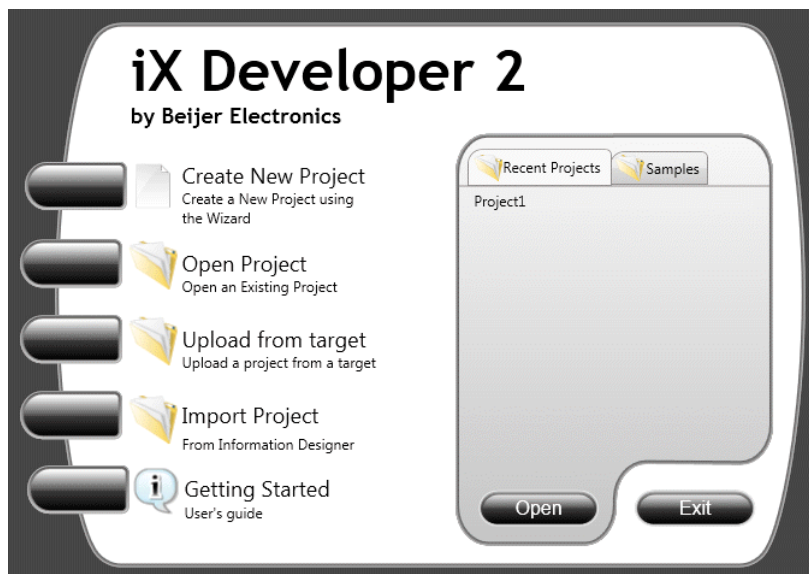 iX Developer 2
by Beijer Electronics
Create New Project
Create a New Project using
the Wizard
Open Project
Open an Existing Project
Upload from target
Upload a project from a target
Import Project
From Information Designer
Getting Started
User's guide
Recent Projects
Samples
Project1
Open
Exit